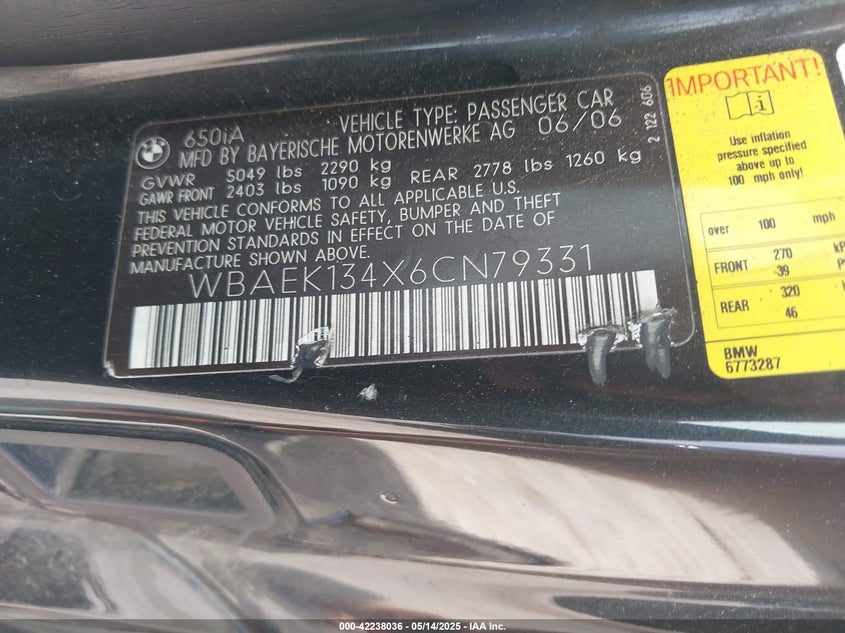 BMW
650iA
VEHICLE TYPE: PASSENGER CAR
MFD BY BAYERISCHE MOTORENWERKE AG 06/06
GVWR 5049 lbs 2290 kg
GAWR FRONT 2403 lbs 1090 kg REAR 2778 lbs 1260 kg
THIS VEHICLE CONFORMS TO ALL APPLICABLE U.S.
FEDERAL MOTOR VEHICLE SAFETY, BUMPER AND THEFT
PREVENTION STANDARDS IN EFFECT ON THE DATE OF
MANUFACTURE SHOWN ABOVE.
WBAEK134X6CN79331
2 122 606
IMPORTANT!
Use inflation
pressure specified
above up to
100 mph only!
over 100 mph
FRONT 270
39
REAR 320
46
BMW
6773287
000-42238036 - 05/14/2025 - IAA Inc.